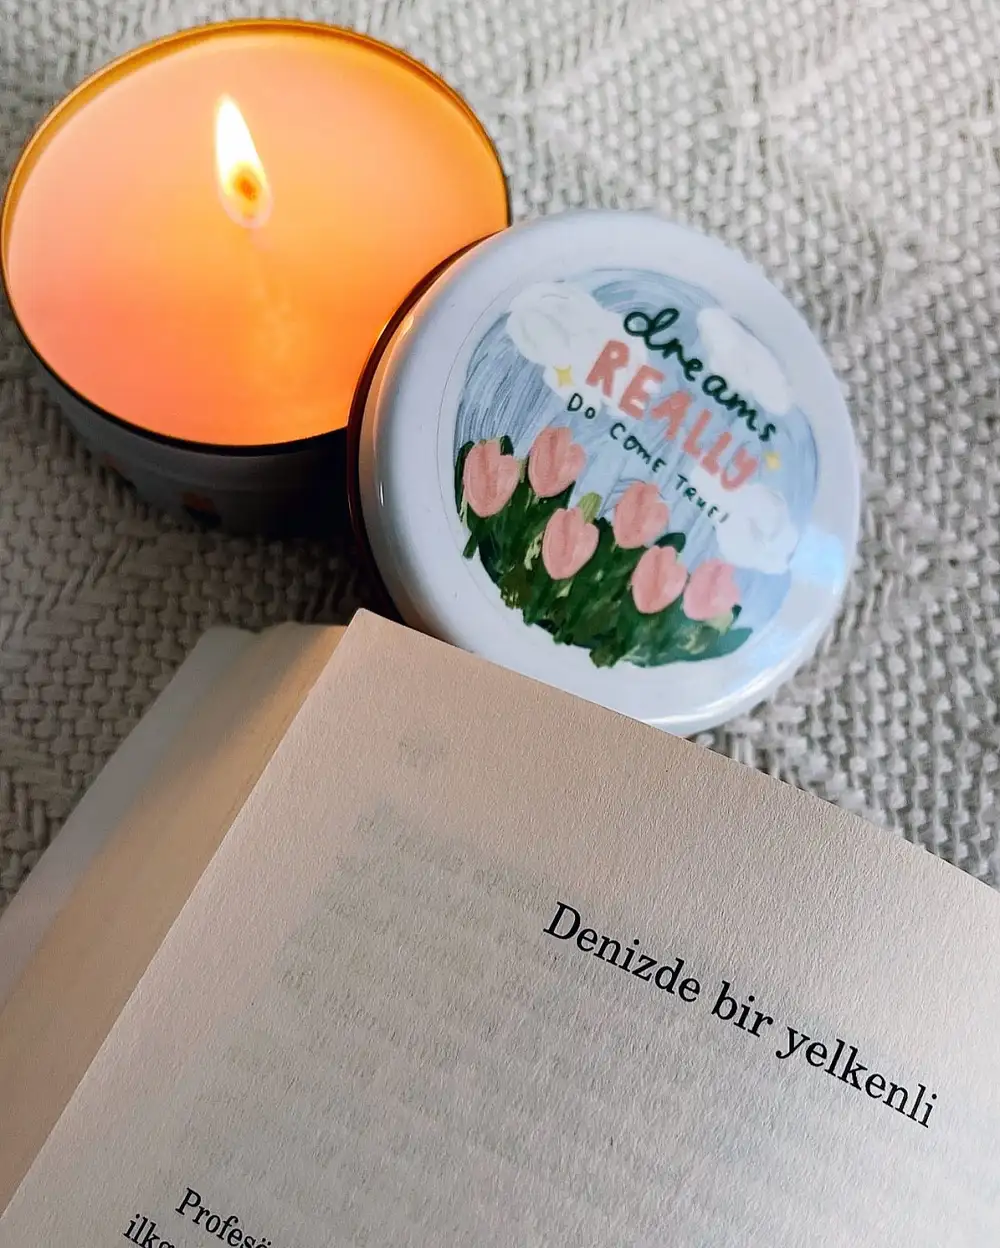 dreams
REALLY
DO COME TRUE!
Denizde bir yelkenli